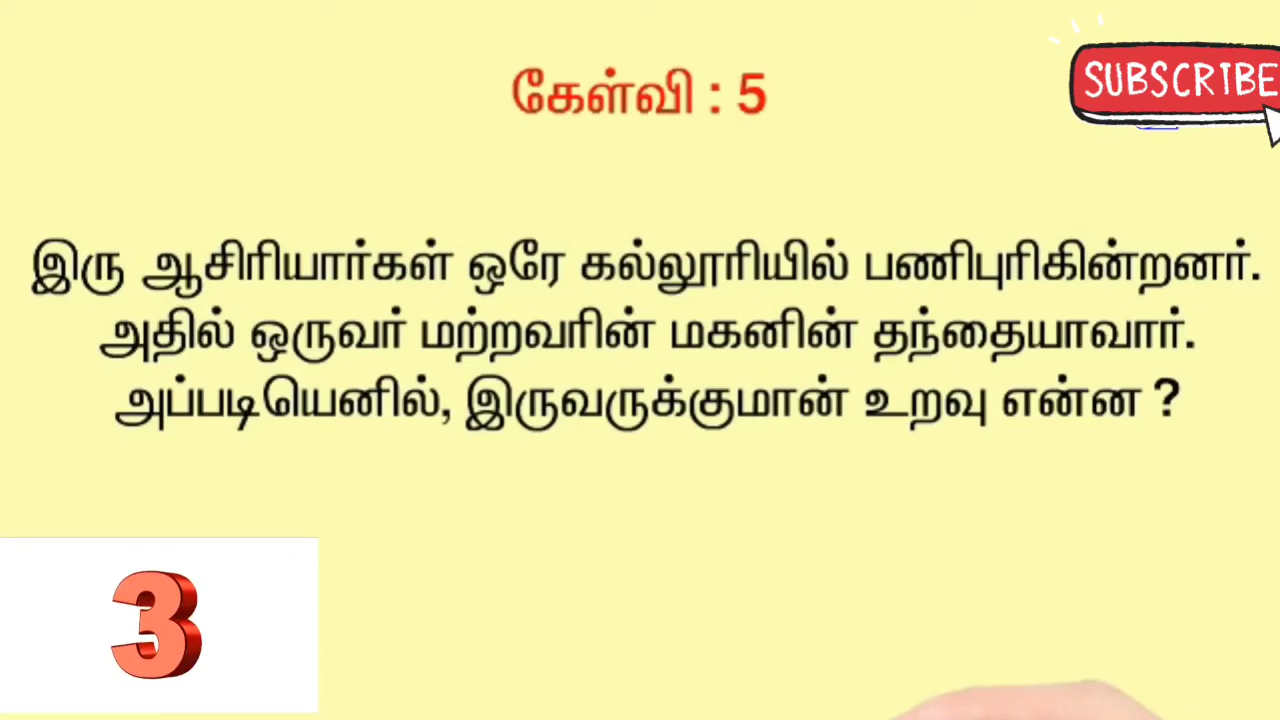 கேள்வி : 5
SUBSCRIBE
இரு ஆசிரியார்கள் ஒரே கல்லூரியில் பணிபுரிகின்றனர்.
அதில் ஒருவர் மற்றவரின் மகனின் தந்தையாவார்.
அப்படியெனில், இருவருக்குமான் உறவு என்ன ?
3